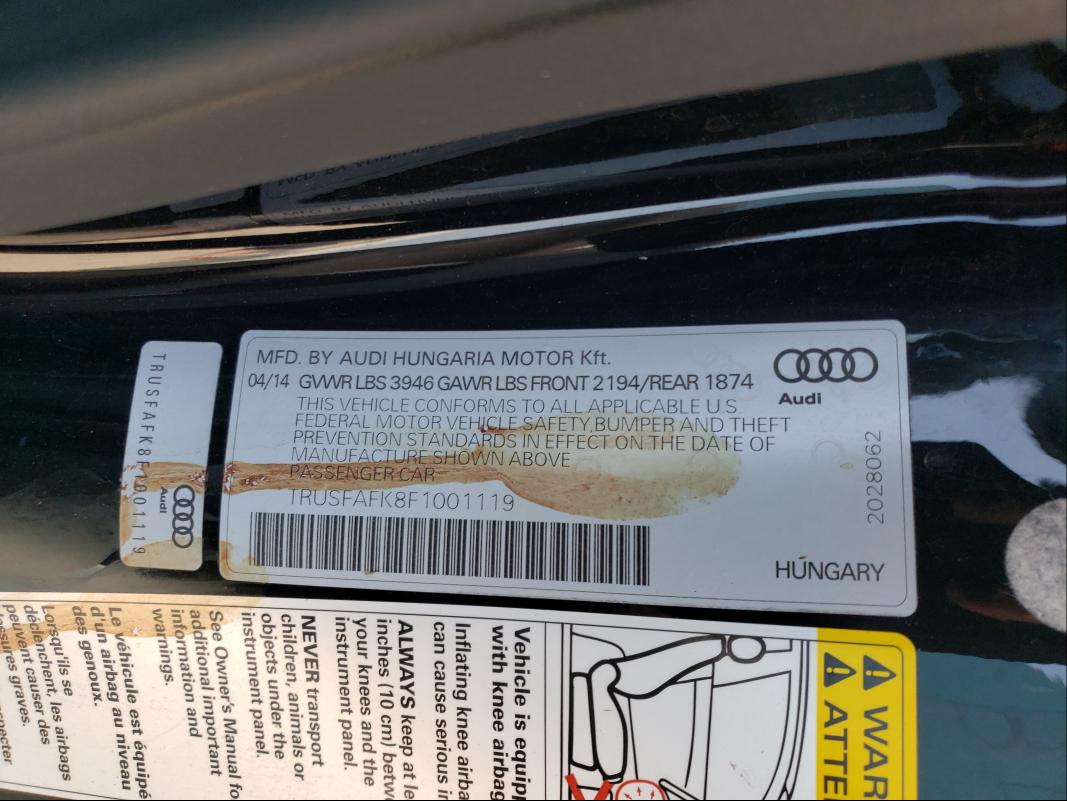 MFD. BY AUDI HUNGARIA MOTOR Kft.
04/14 GVWR LBS 3946 GAWR LBS FRONT 2194/REAR 1874
THIS VEHICLE CONFORMS TO ALL APPLICABLE U.S
FEDERAL MOTOR VEHICLE SAFETY,BUMPER AND THEFT
PREVENTION STANDARDS IN EFFECT ON THE DATE OF
MANUFACTURE SHOWN ABOVE
PASSENGER CAR
TRUSFAFK8F1001119
Audi
2028062
HUNGARY
TRUSFAFK8F1001119
Audi
WAR
ATTE
Vehicle is equipp
with knee airbag
Inflating knee airba
can cause serious in
ALWAYS keep at le
inches (10 cm) betw
your knees and the
instrument panel.
NEVER transport
children, animals or
objects under the
instrument panel.
See Owner's Manual fo
additional important
information and
warnings.
Le véhicule est équipé
d'un airbag au niveau
des genoux.
Lorsqu'ils se
déclenchent, les airbags
peuvent causer des
graves.